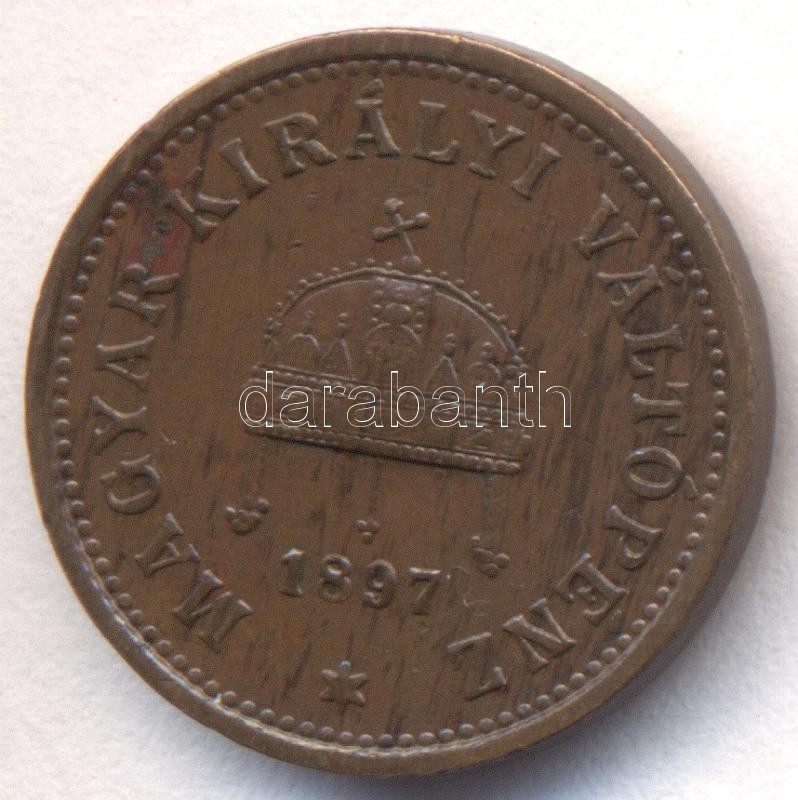 MAGYAR KIRÁLYI VÁLTÓPÉNZ
darabanth
1897